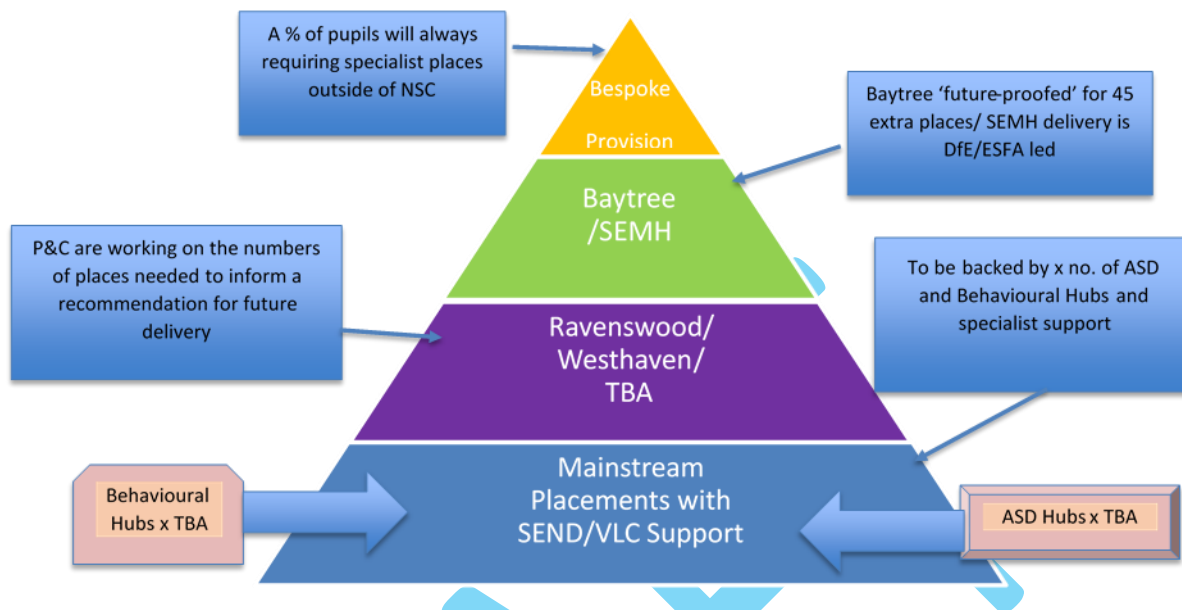 A % of pupils will always
requiring specialist places
outside of NSC
Bespoke
Provision
Baytree ‘future-proofed’ for 45
extra places/ SEMH delivery is
DfE/ESFA led
Baytree
/SEMH
P&C are working on the numbers
of places needed to inform a
recommendation for future
delivery
To be backed by x no. of ASD
and Behavioural Hubs and
specialist support
Ravenswood/
Westhaven/
TBA
Mainstream
Placements with
SEND/VLC Support
Behavioural
Hubs x TBA
ASD Hubs x TBA